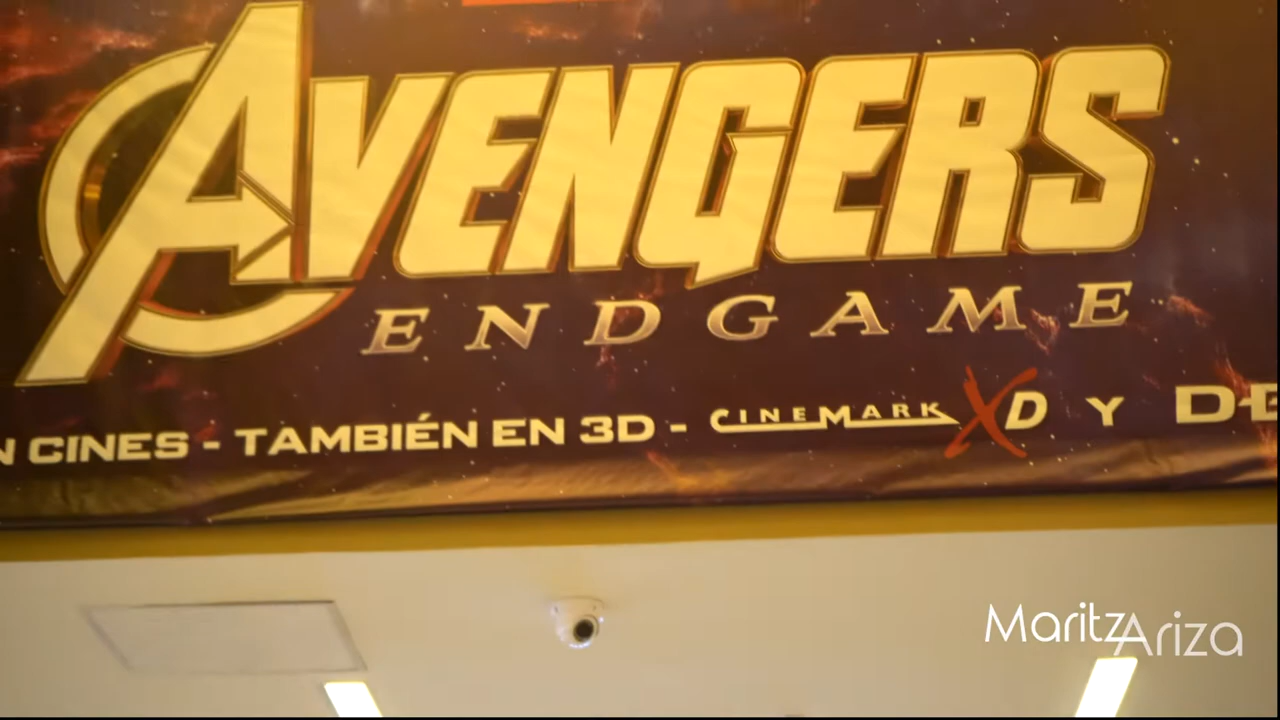 AVENGERS
ENDGAME
CINES - TAMBIÉN EN 3D - CINEMARK XD Y
MaritzAriza